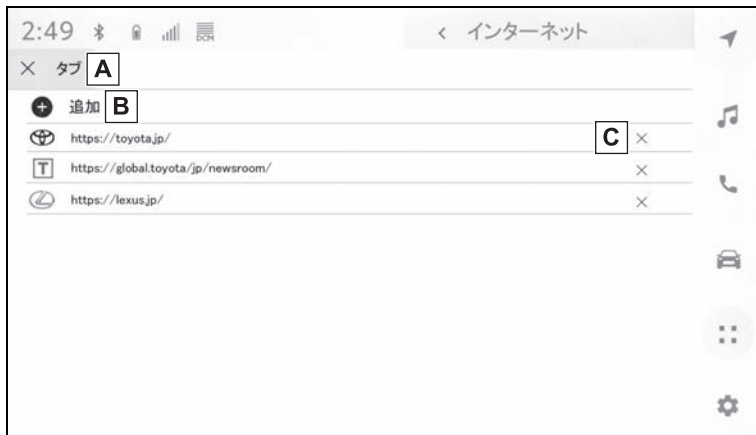 2:49 DCM < インターネット
× タブ A
+ 追加 B
https://toyota.jp/ C ×
T https://global.toyota/jp/newsroom/ ×
https://lexus.jp/ ×